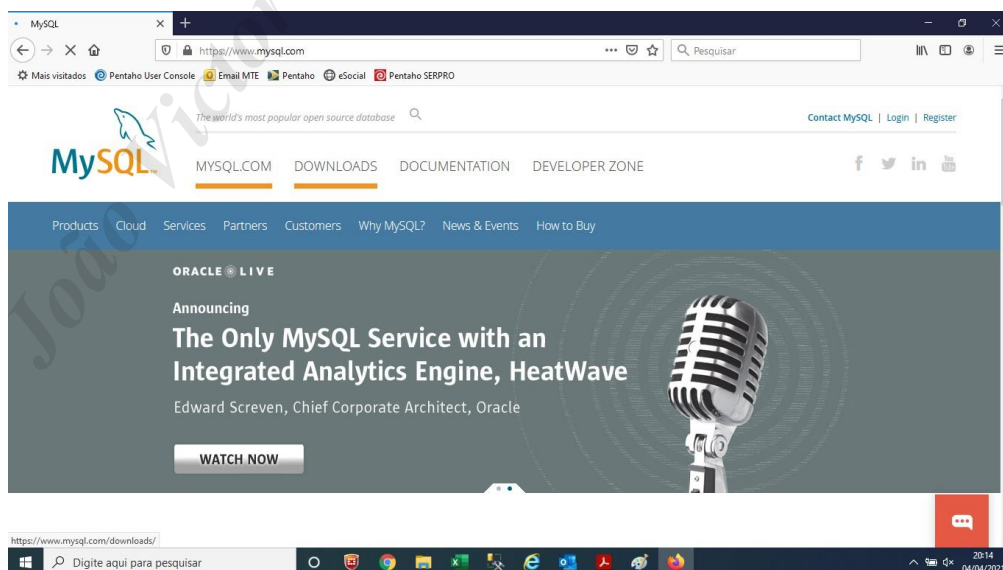 MySQL
https://www.mysql.com
Pesquisar
Mais visitados Pentaho User Console Email MTE Pentaho eSocial Pentaho SERPRO
The world's most popular open source database
Contact MySQL | Login | Register
MySQL
MYSQL.COM DOWNLOADS DOCUMENTATION DEVELOPER ZONE
Products Cloud Services Partners Customers Why MySQL? News & Events How to Buy
ORACLE LIVE
Announcing
The Only MySQL Service with an
Integrated Analytics Engine, HeatWave
Edward Screven, Chief Corporate Architect, Oracle
WATCH NOW
https://www.mysql.com/downloads/
Digite aqui para pesquisar
20:14
João Victor